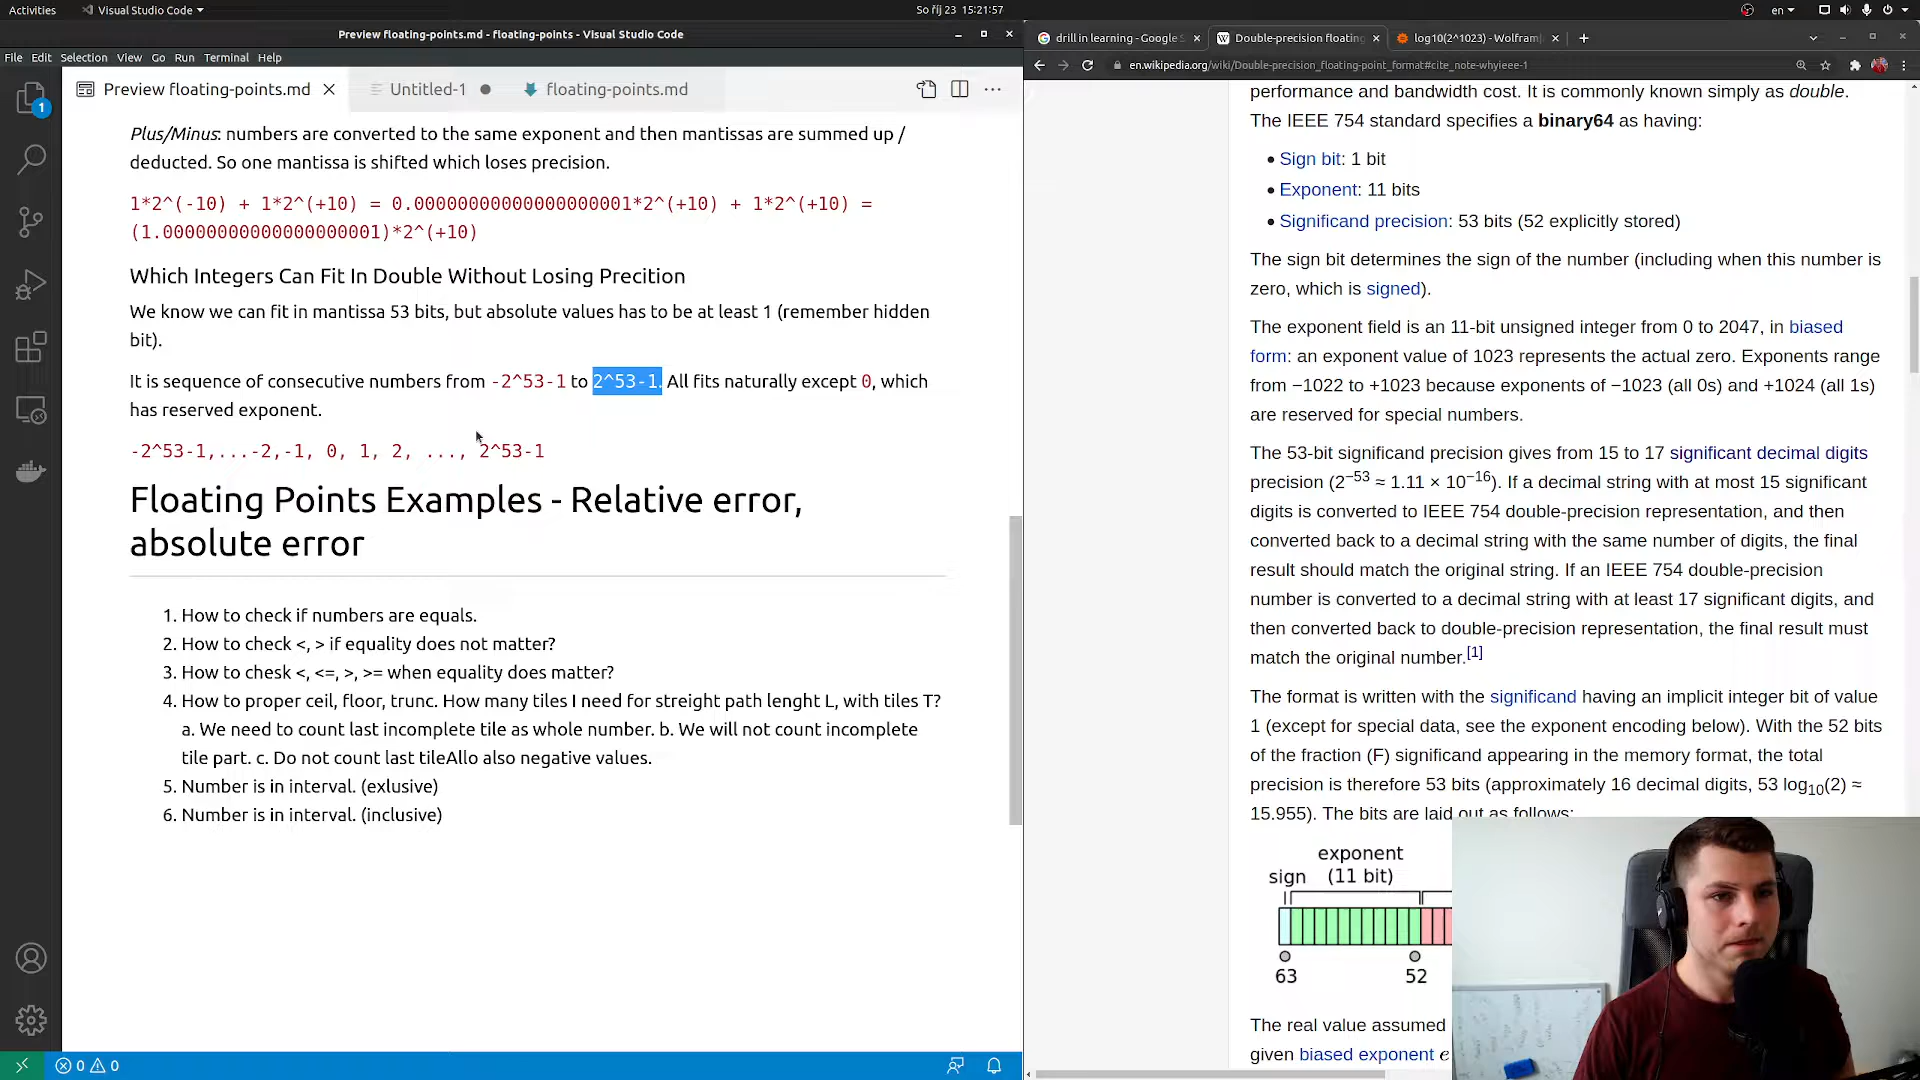 Activities
Visual Studio Code
So říj 23 15:21:57
en
Preview floating-points.md - floating-points - Visual Studio Code
File Edit Selection View Go Run Terminal Help
Preview floating-points.md
Untitled-1
floating-points.md
1
Plus/Minus: numbers are converted to the same exponent and then mantissas are summed up /
deducted. So one mantissa is shifted which loses precision.
1*2^(-10) + 1*2^(+10) = 0.00000000000000000001*2^(+10) + 1*2^(+10) =
(1.00000000000000000001)*2^(+10)
Which Integers Can Fit In Double Without Losing Precition
We know we can fit in mantissa 53 bits, but absolute values has to be at least 1 (remember hidden
bit).
It is sequence of consecutive numbers from -2^53-1 to 2^53-1. All fits naturally except 0, which
has reserved exponent.
-2^53-1,...-2,-1, 0, 1, 2, ..., 2^53-1
Floating Points Examples - Relative error,
absolute error
1. How to check if numbers are equals.
2. How to check <, > if equality does not matter?
3. How to chesk <, <=, >, >= when equality does matter?
4. How to proper ceil, floor, trunc. How many tiles I need for streight path lenght L, with tiles T?
a. We need to count last incomplete tile as whole number. b. We will not count incomplete
tile part. c. Do not count last tileAllo also negative values.
5. Number is in interval. (exlusive)
6. Number is in interval. (inclusive)
0 0
drill in learning - Google S
Double-precision floating
log10(2^1023) - Wolfram
en.wikipedia.org/wiki/Double-precision_floating-point_format#cite_note-whyieee-1
performance and bandwidth cost. It is commonly known simply as double.
The IEEE 754 standard specifies a binary64 as having:
• Sign bit: 1 bit
• Exponent: 11 bits
• Significand precision: 53 bits (52 explicitly stored)
The sign bit determines the sign of the number (including when this number is
zero, which is signed).
The exponent field is an 11-bit unsigned integer from 0 to 2047, in biased
form: an exponent value of 1023 represents the actual zero. Exponents range
from −1022 to +1023 because exponents of −1023 (all 0s) and +1024 (all 1s)
are reserved for special numbers.
The 53-bit significand precision gives from 15 to 17 significant decimal digits
precision (2−53 ≈ 1.11 × 10−16). If a decimal string with at most 15 significant
digits is converted to IEEE 754 double-precision representation, and then
converted back to a decimal string with the same number of digits, the final
result should match the original string. If an IEEE 754 double-precision
number is converted to a decimal string with at least 17 significant digits, and
then converted back to double-precision representation, the final result must
match the original number.[1]
The format is written with the significand having an implicit integer bit of value
1 (except for special data, see the exponent encoding below). With the 52 bits
of the fraction (F) significand appearing in the memory format, the total
precision is therefore 53 bits (approximately 16 decimal digits, 53 log10(2) ≈
15.955). The bits are laid out as follows:
exponent
sign (11 bit)
63 52
The real value assumed
given biased exponent e